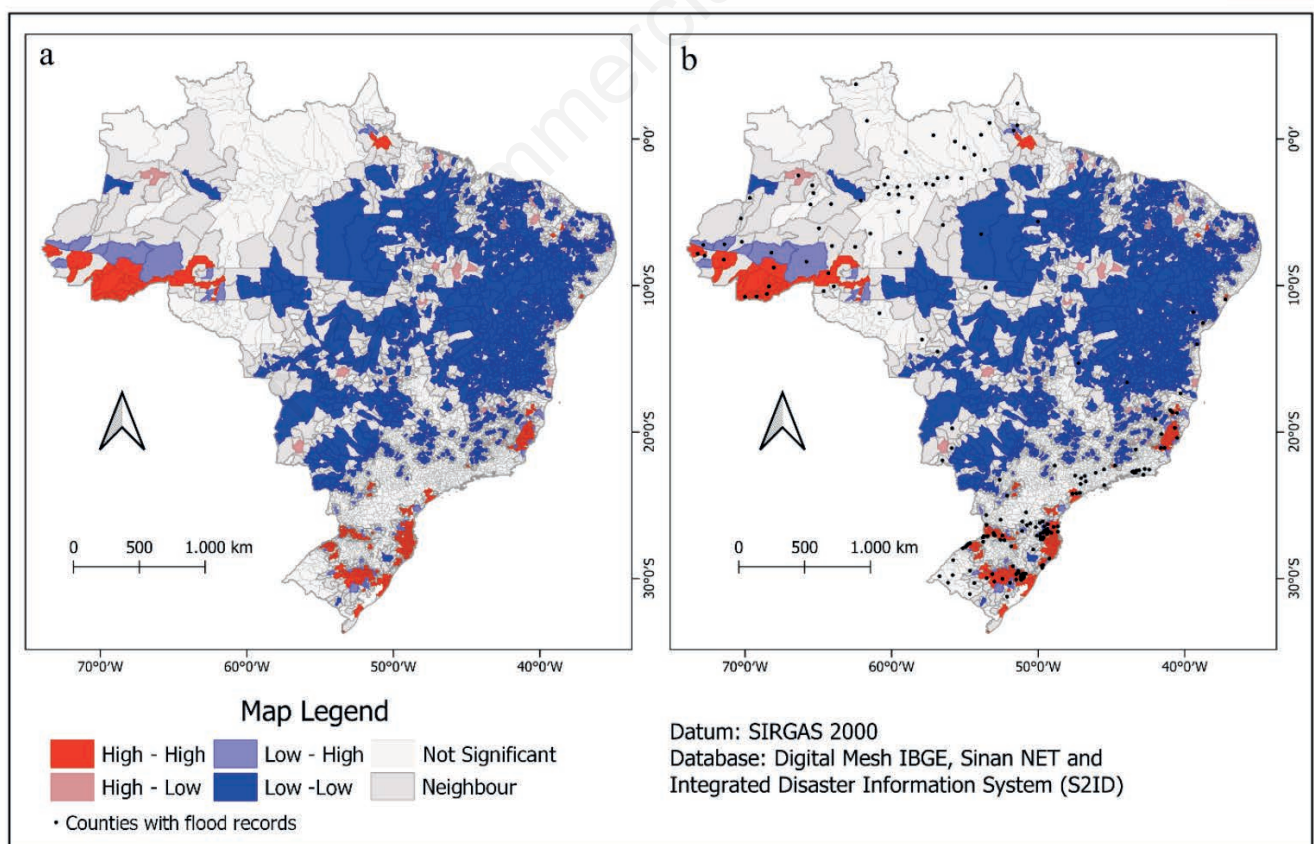 mmercia
a
b
0°0'
10°0'S
20°0'S
30°0'S
0°0'
10°0'S
20°0'S
30°0'S
0 500 1.000 km
0 500 1.000 km
70°0'W 60°0'W 50°0'W 40°0'W
70°0'W 60°0'W 50°0'W 40°0'W
Map Legend
High - High
Low - High
Not Significant
High - Low
Low -Low
Neighbour
• Counties with flood records
Datum: SIRGAS 2000
Database: Digital Mesh IBGE, Sinan NET and
Integrated Disaster Information System (S2ID)